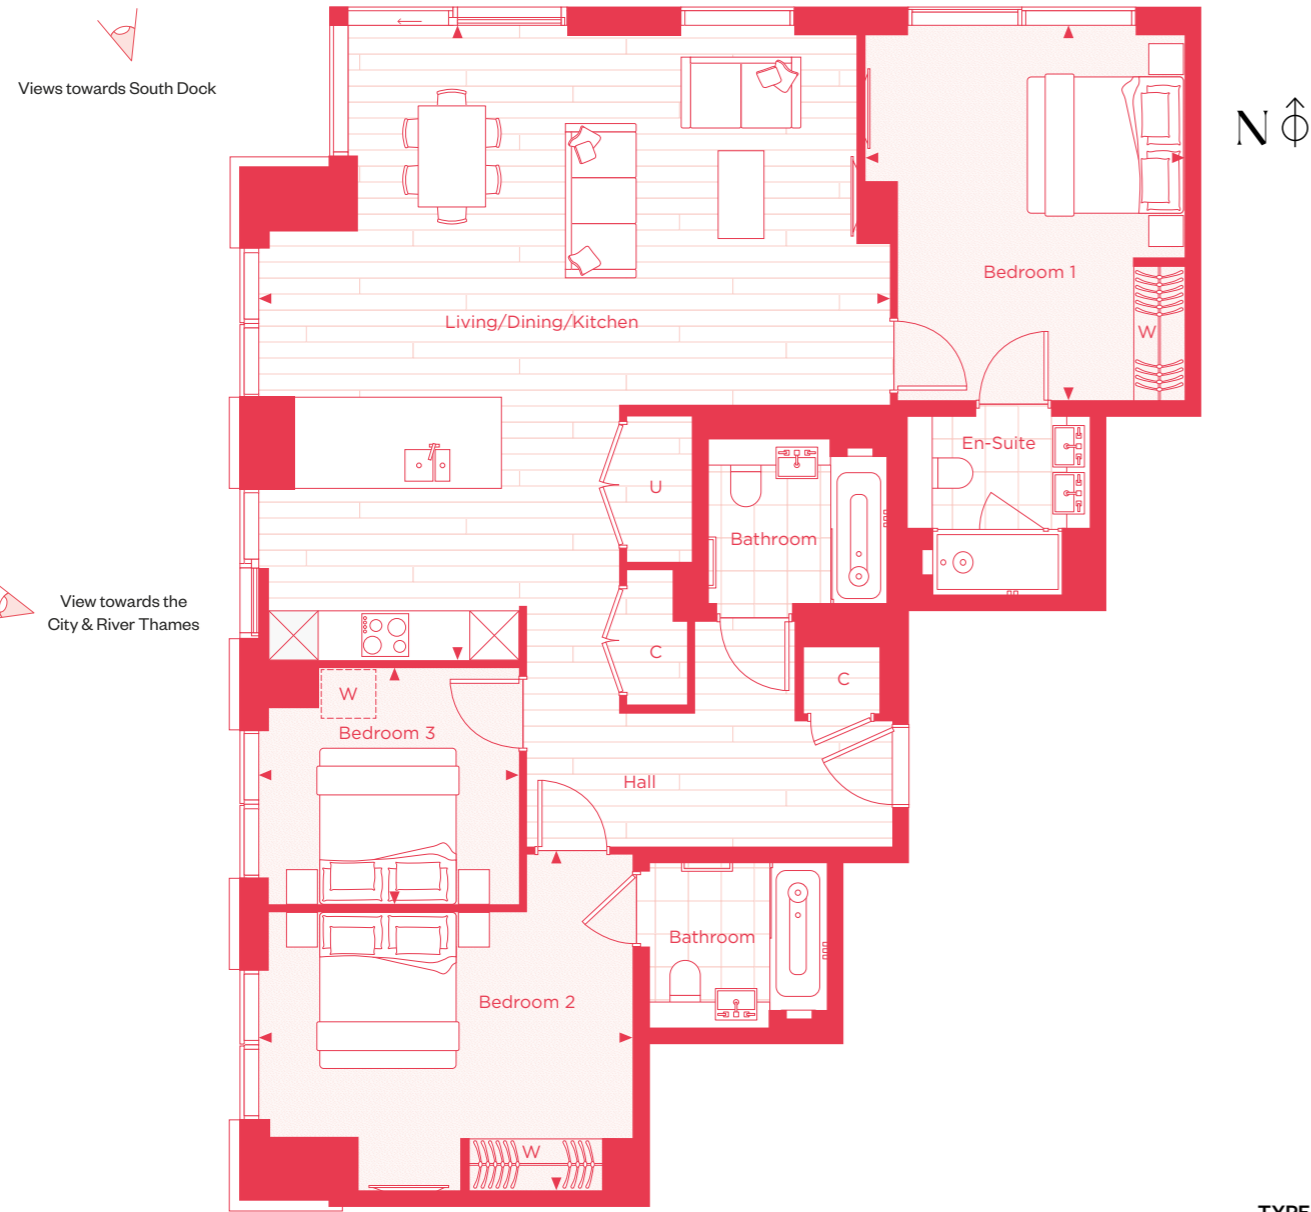 Views towards South Dock
N
Bedroom 1
Living/Dining/Kitchen
W
En-Suite
U
Bathroom
View towards the
City & River Thames
C
C
W
Bedroom 3
Hall
Bathroom
Bedroom 2
W
TYPE